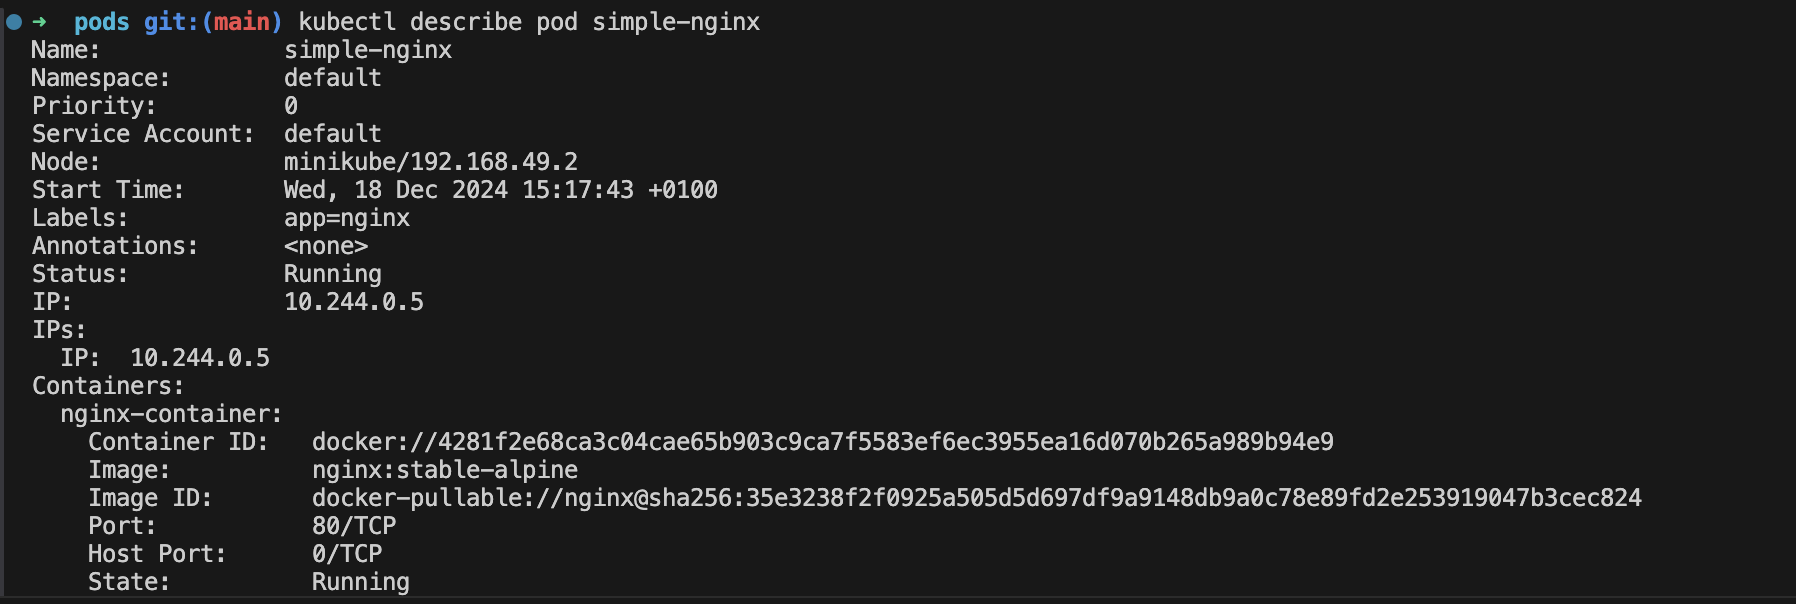 ➜  pods git:(main) kubectl describe pod simple-nginx
Name:             simple-nginx
Namespace:        default
Priority:         0
Service Account:  default
Node:             minikube/192.168.49.2
Start Time:       Wed, 18 Dec 2024 15:17:43 +0100
Labels:           app=nginx
Annotations:      <none>
Status:           Running
IP:               10.244.0.5
IPs:
  IP:  10.244.0.5
Containers:
  nginx-container:
    Container ID:   docker://4281f2e68ca3c04cae65b903c9ca7f5583ef6ec3955ea16d070b265a989b94e9
    Image:          nginx:stable-alpine
    Image ID:       docker-pullable://nginx@sha256:35e3238f2f0925a505d5d697df9a9148db9a0c78e89fd2e253919047b3cec824
    Port:           80/TCP
    Host Port:      0/TCP
    State:          Running